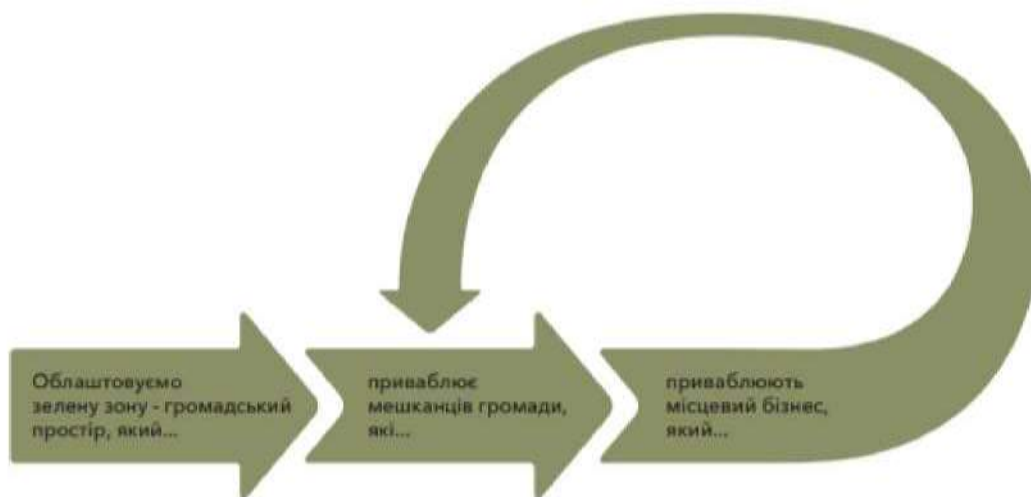 Облаштовуємо
зелену зону - громадський
простір, який...
приваблює
мешканців громади,
які...
приваблюють
місцевий бізнес,
який...